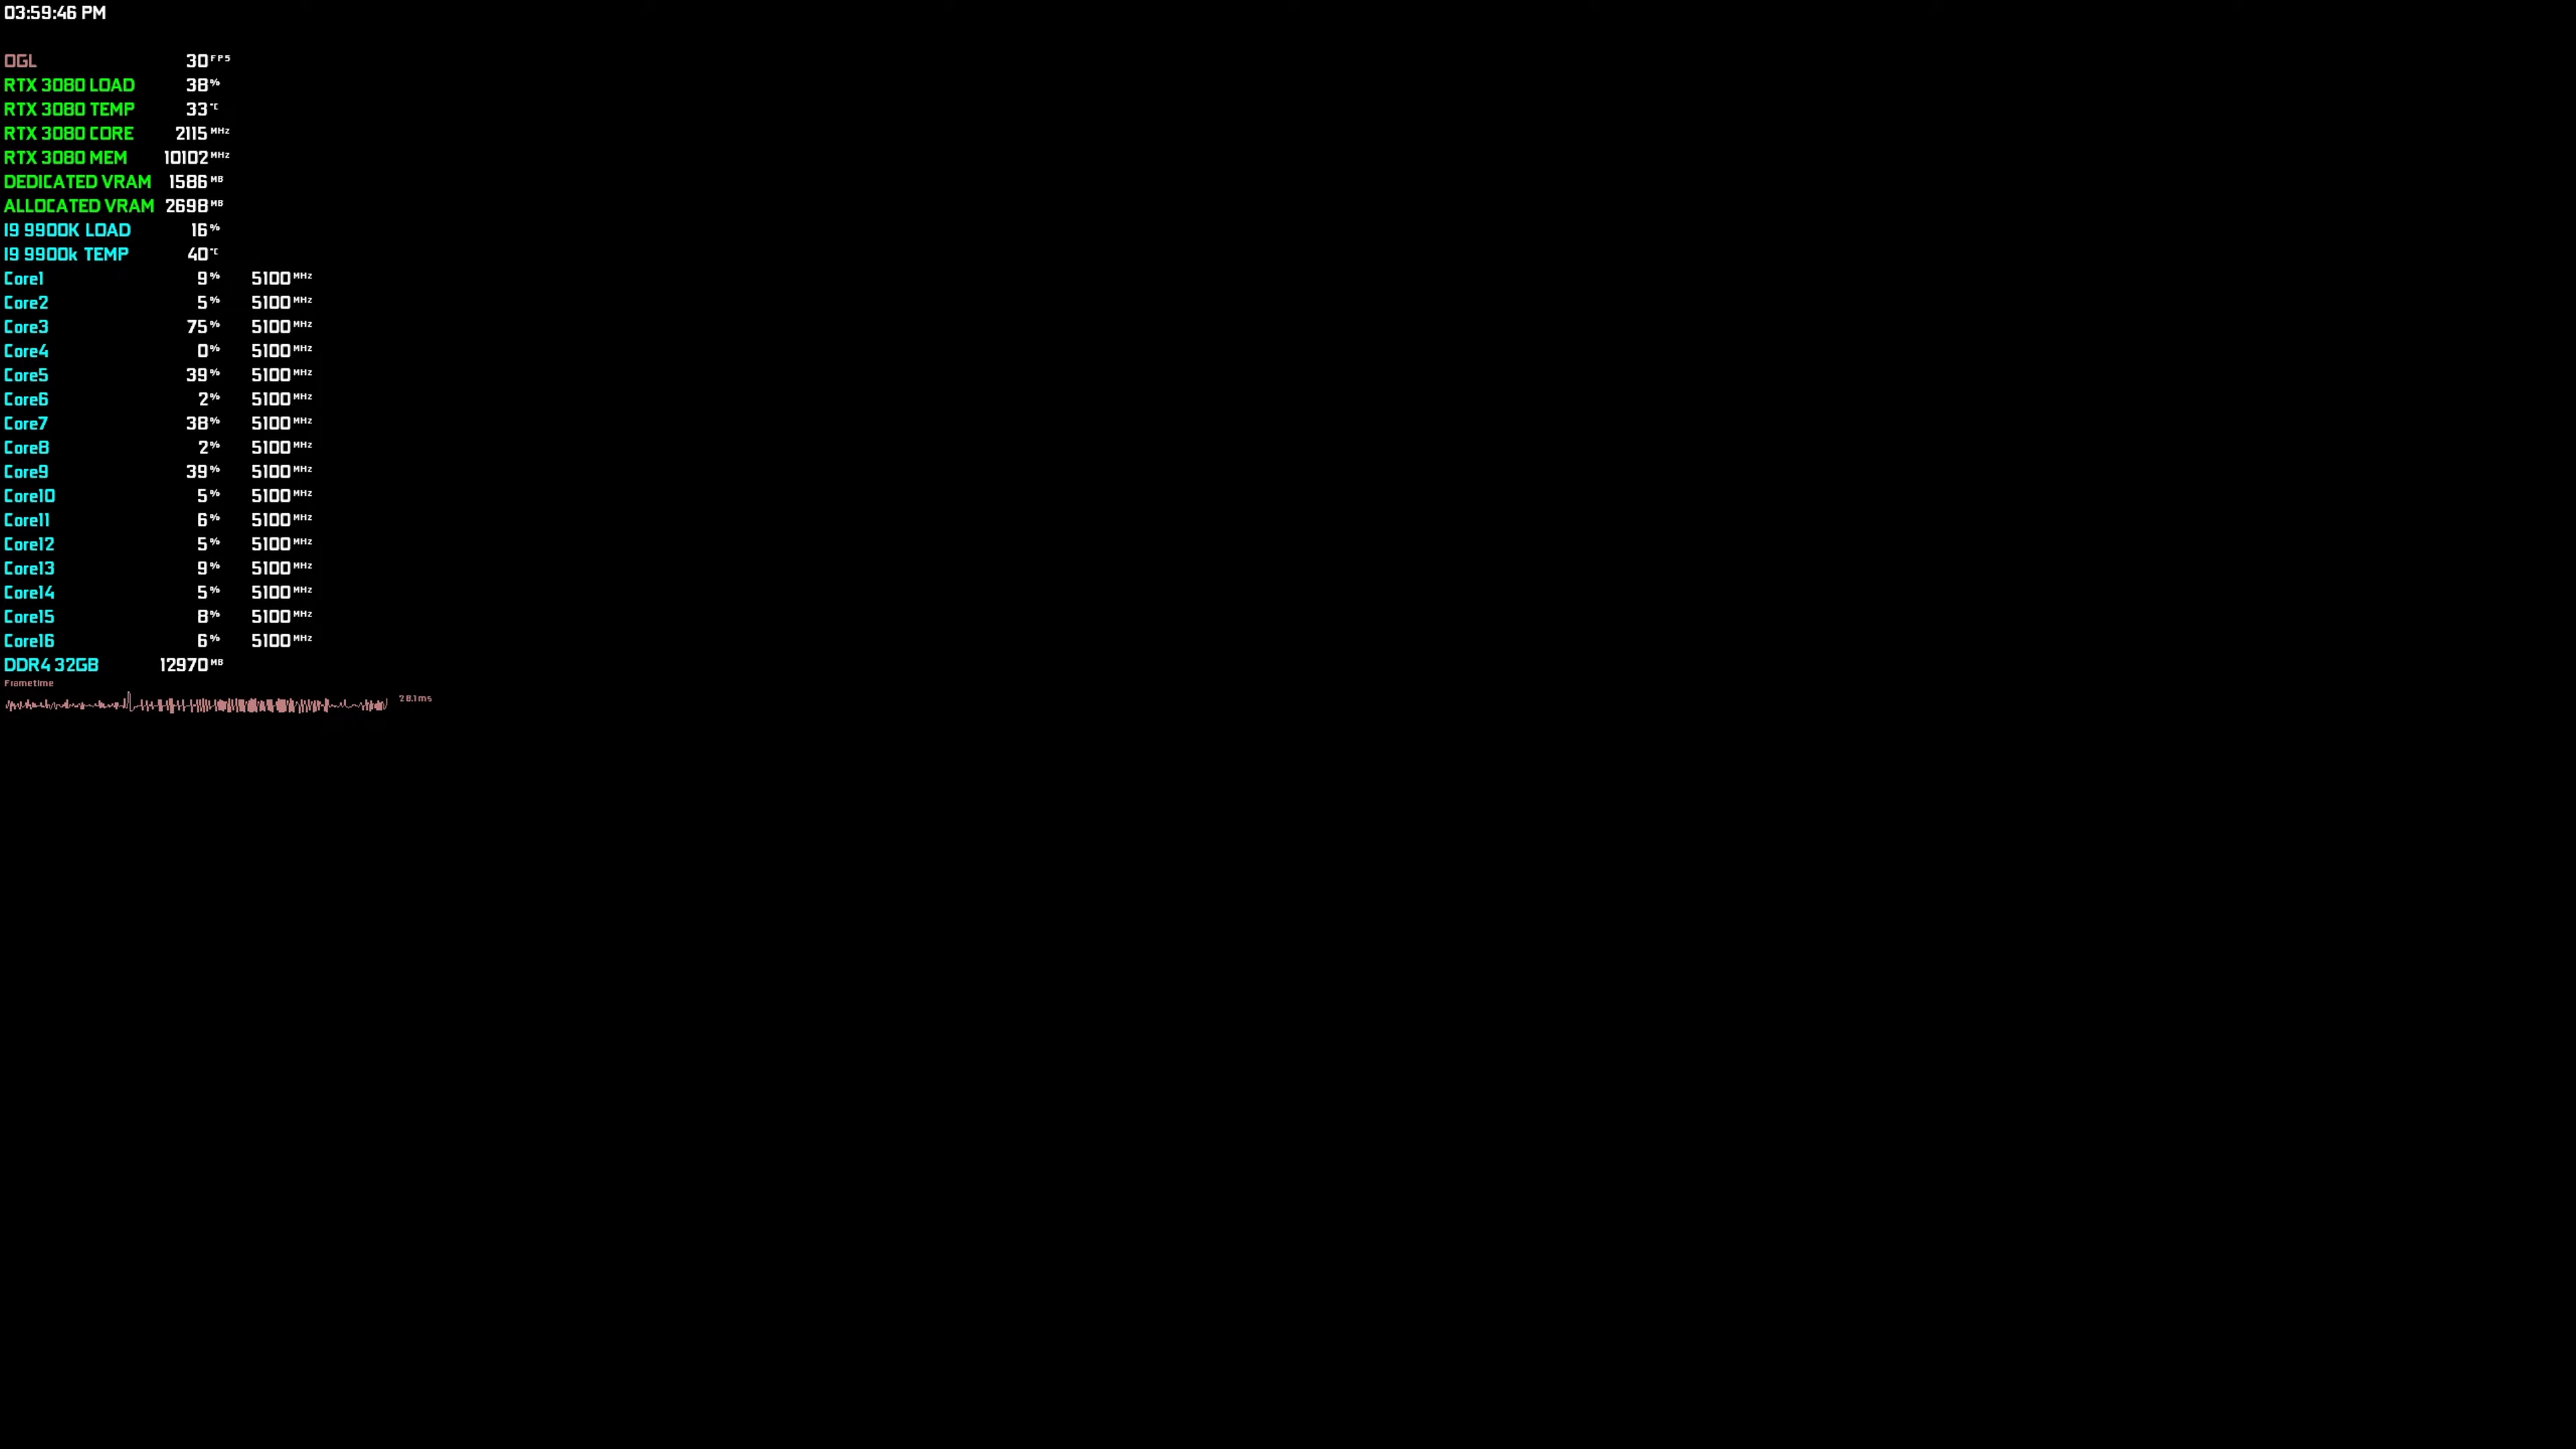 03:59:46 PM
OGL 30 FPS
RTX 3080 LOAD 38 %
RTX 3080 TEMP 33 °C
RTX 3080 CORE 2115 MHz
RTX 3080 MEM 10102 MHz
DEDICATED VRAM 1586 MB
ALLOCATED VRAM 2698 MB
I9 9900K LOAD 16 %
I9 9900k TEMP 40 °C
Core1 9 % 5100 MHz
Core2 5 % 5100 MHz
Core3 75 % 5100 MHz
Core4 0 % 5100 MHz
Core5 39 % 5100 MHz
Core6 2 % 5100 MHz
Core7 38 % 5100 MHz
Core8 2 % 5100 MHz
Core9 39 % 5100 MHz
Core10 5 % 5100 MHz
Core11 6 % 5100 MHz
Core12 5 % 5100 MHz
Core13 9 % 5100 MHz
Core14 5 % 5100 MHz
Core15 8 % 5100 MHz
Core16 6 % 5100 MHz
DDR4 32GB 12970 MB
Frametime
28.1 ms